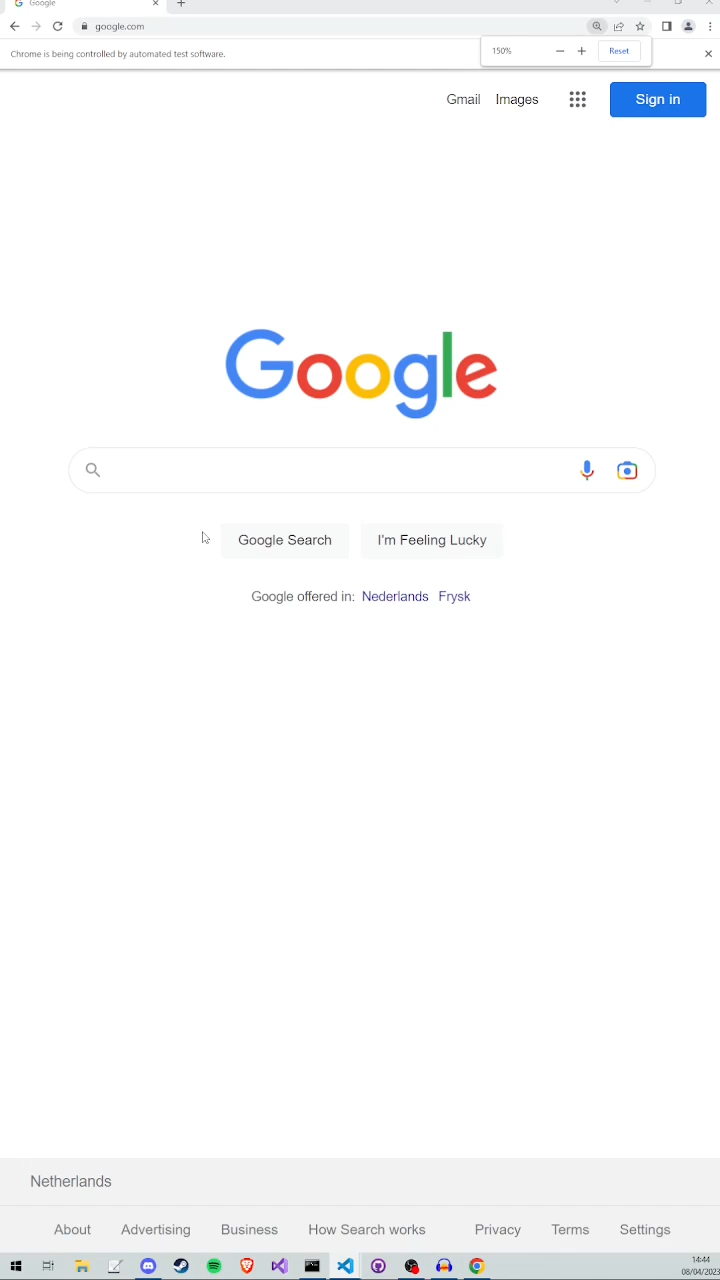 Google
google.com
Chrome is being controlled by automated test software.
150%
Reset
Gmail Images
Sign in
Google
Google Search I'm Feeling Lucky
Google offered in: Nederlands Frysk
Netherlands
About Advertising Business How Search works Privacy Terms Settings
14:44
08/04/2023